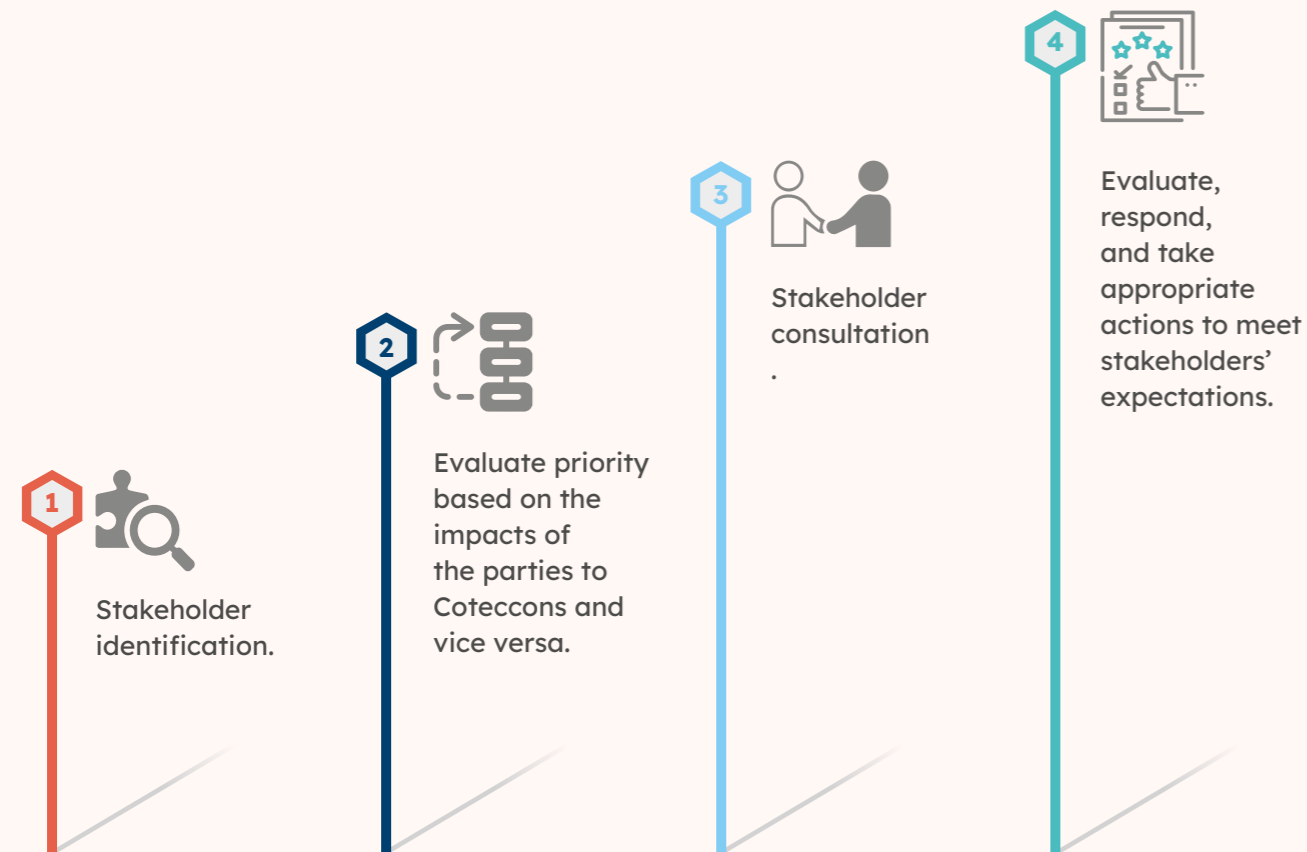 1
Stakeholder
identification.
2
Evaluate priority
based on the
impacts of
the parties to
Coteccons and
vice versa.
3
Stakeholder
consultation
.
4
Evaluate,
respond,
and take
appropriate
actions to meet
stakeholders’
expectations.